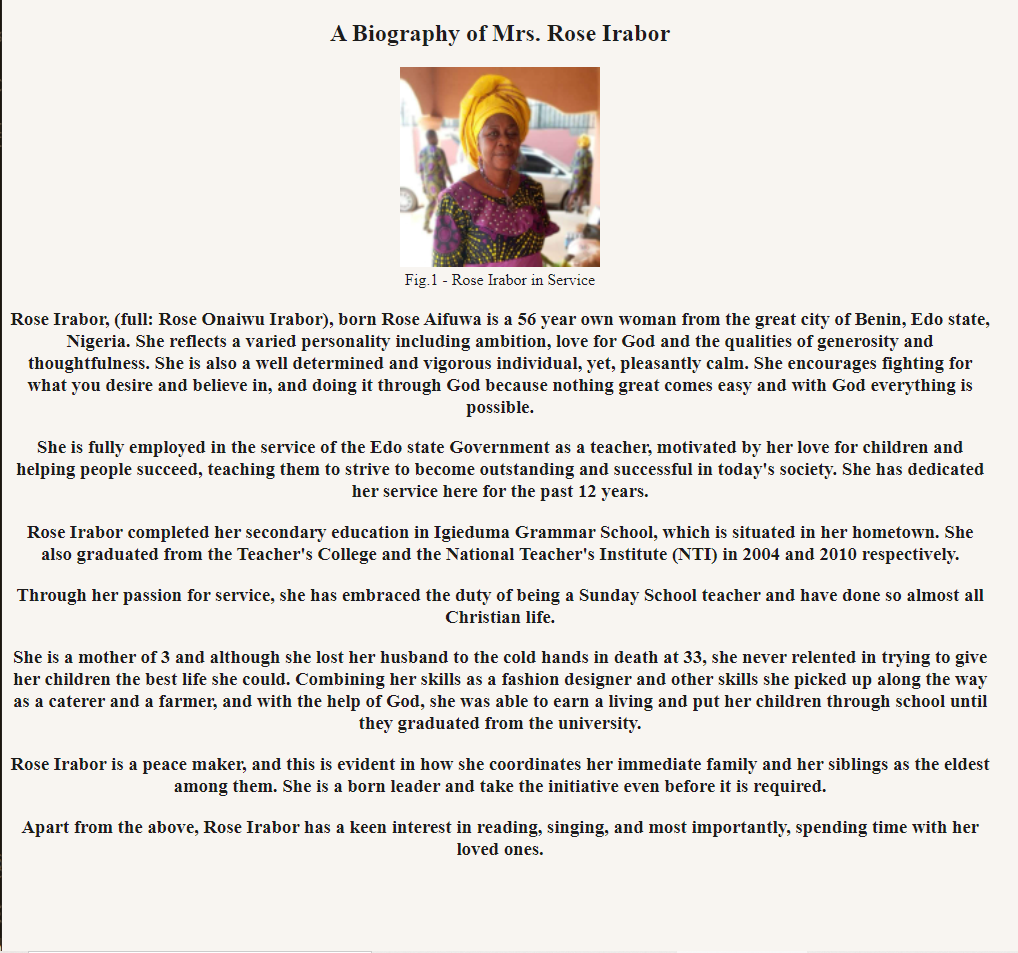 A Biography of Mrs. Rose Irabor
Fig.1 - Rose Irabor in Service
Rose Irabor, (full: Rose Onaiwu Irabor), born Rose Aifuwa is a 56 year own woman from the great city of Benin, Edo state,
Nigeria. She reflects a varied personality including ambition, love for God and the qualities of generosity and
thoughtfulness. She is also a well determined and vigorous individual, yet, pleasantly calm. She encourages fighting for
what you desire and believe in, and doing it through God because nothing great comes easy and with God everything is
possible.
She is fully employed in the service of the Edo state Government as a teacher, motivated by her love for children and
helping people succeed, teaching them to strive to become outstanding and successful in today's society. She has dedicated
her service here for the past 12 years.
Rose Irabor completed her secondary education in Igieduma Grammar School, which is situated in her hometown. She
also graduated from the Teacher's College and the National Teacher's Institute (NTI) in 2004 and 2010 respectively.
Through her passion for service, she has embraced the duty of being a Sunday School teacher and have done so almost all
Christian life.
She is a mother of 3 and although she lost her husband to the cold hands in death at 33, she never relented in trying to give
her children the best life she could. Combining her skills as a fashion designer and other skills she picked up along the way
as a caterer and a farmer, and with the help of God, she was able to earn a living and put her children through school until
they graduated from the university.
Rose Irabor is a peace maker, and this is evident in how she coordinates her immediate family and her siblings as the eldest
among them. She is a born leader and take the initiative even before it is required.
Apart from the above, Rose Irabor has a keen interest in reading, singing, and most importantly, spending time with her
loved ones.